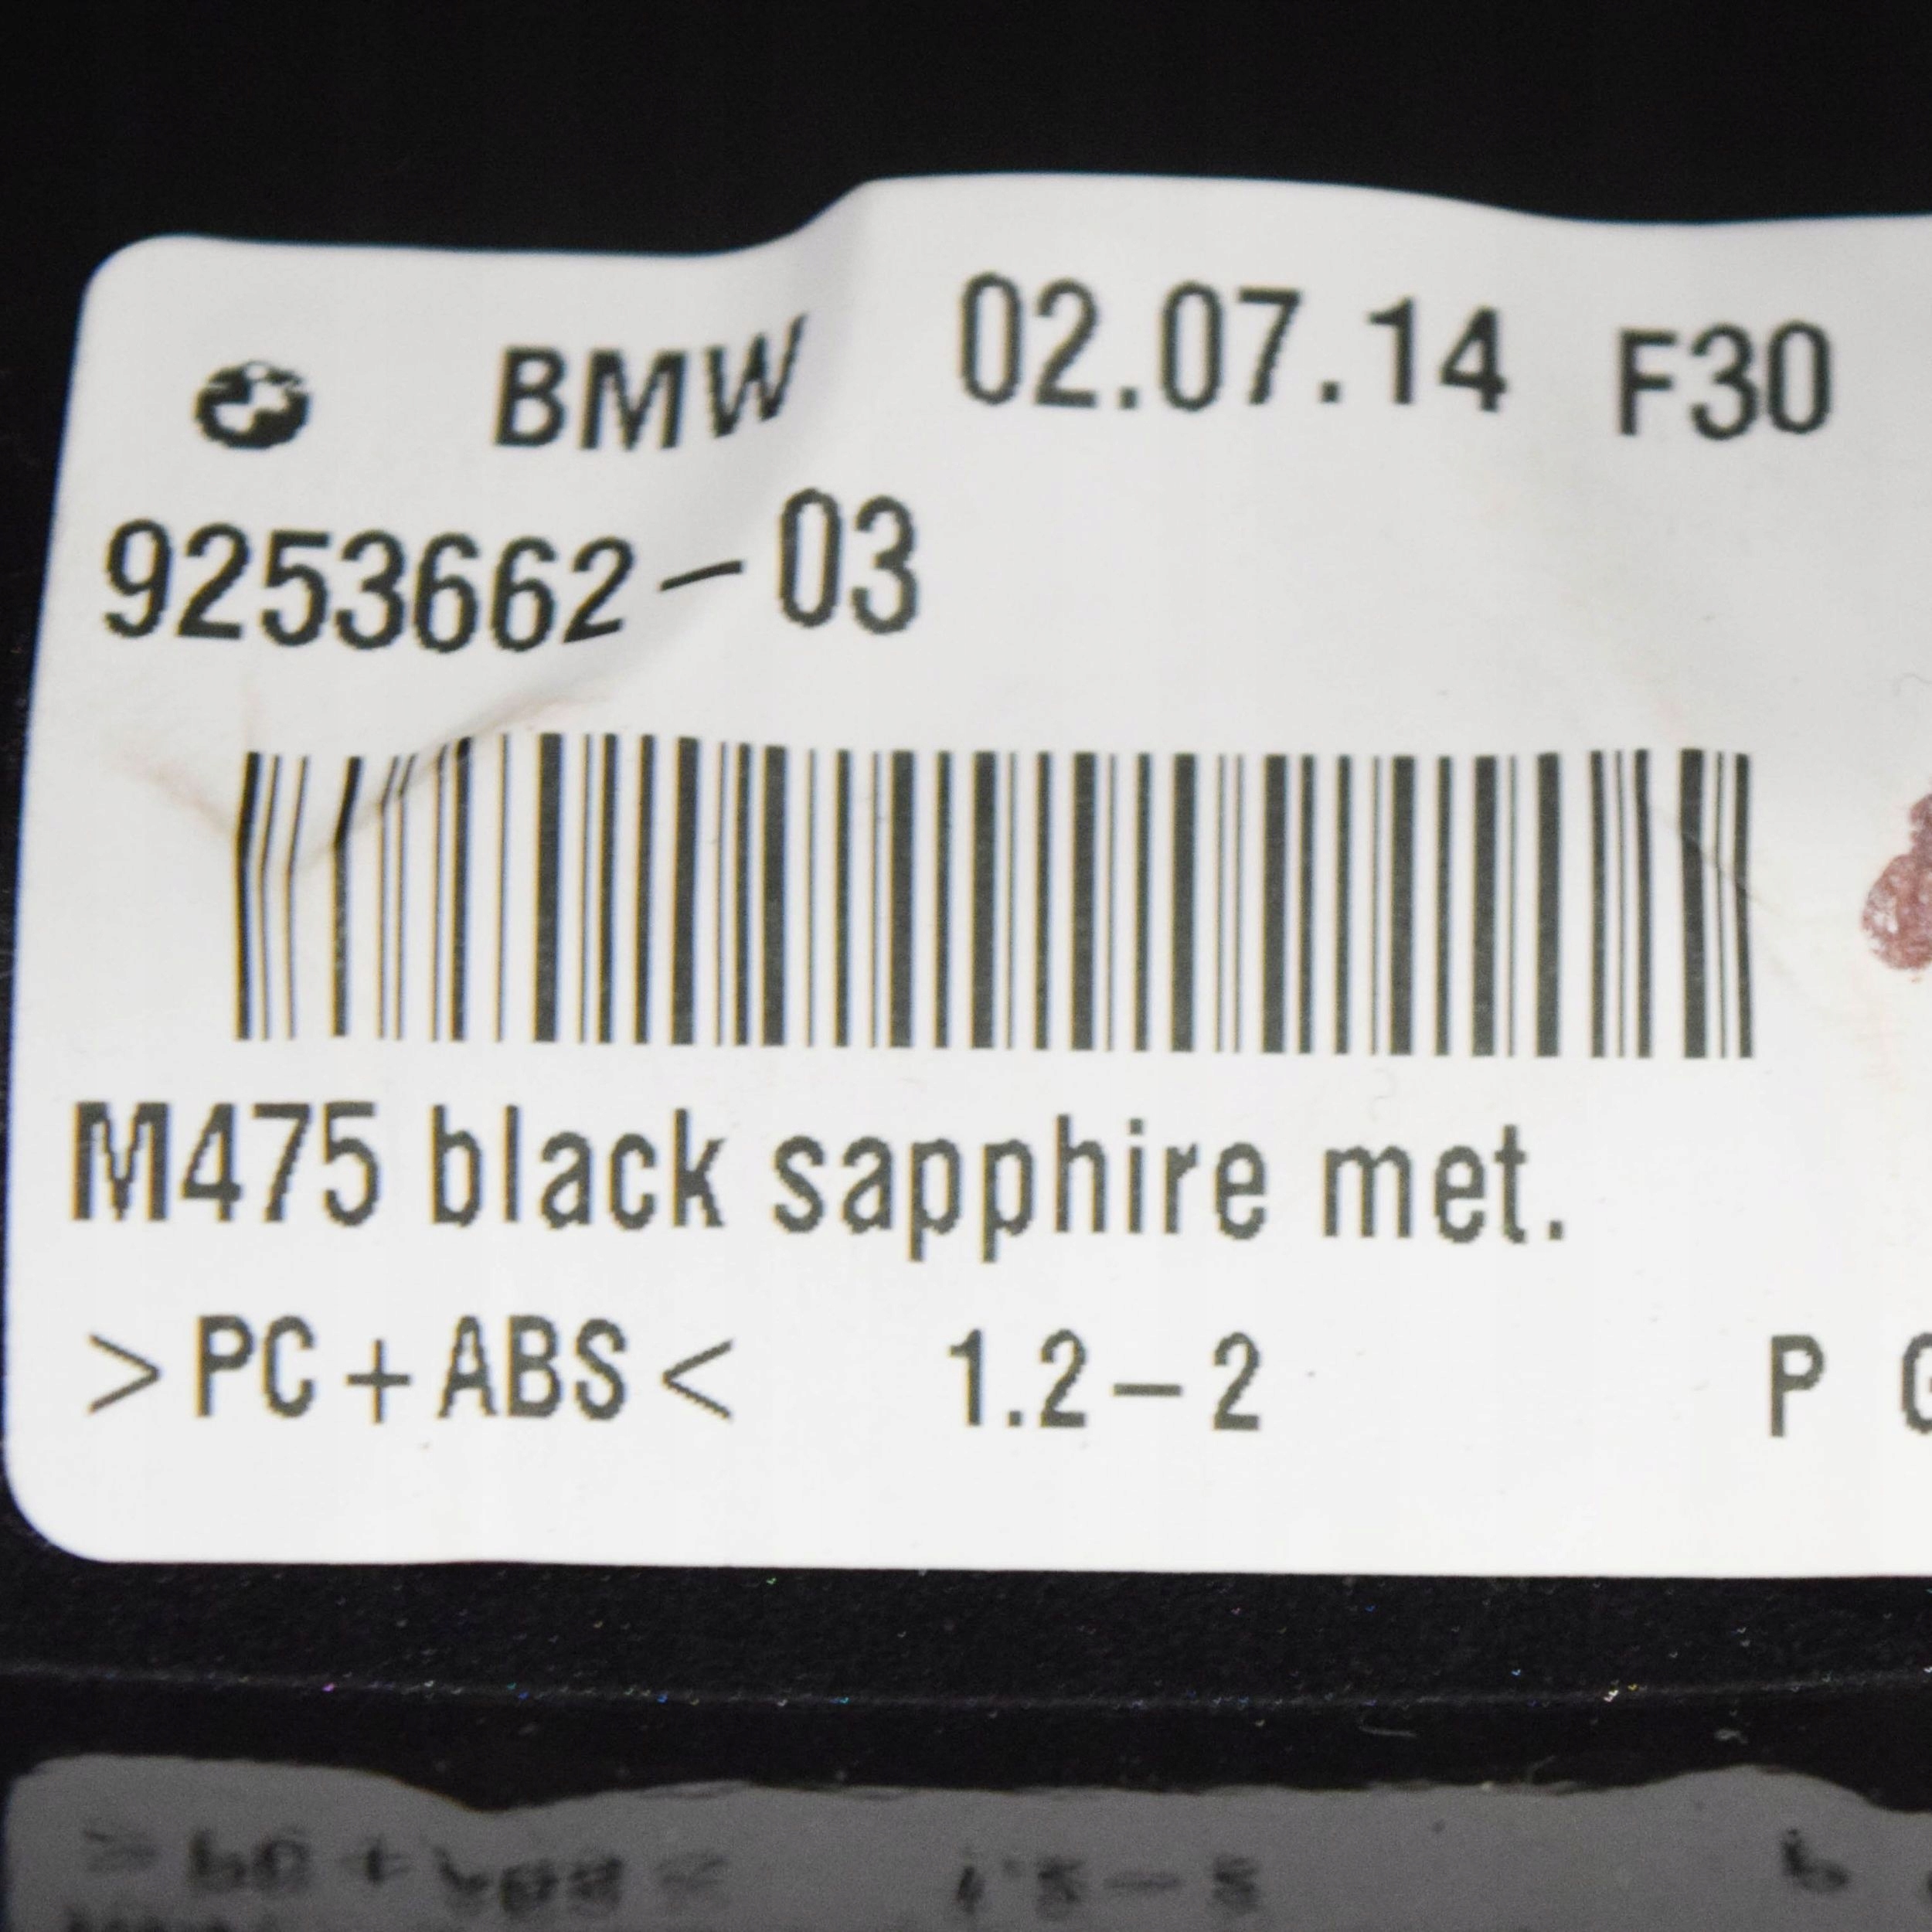 BMW 02.07.14 F30
9253662-03
M475 black sapphire met.
>PC+ABS< 1.2-2 P